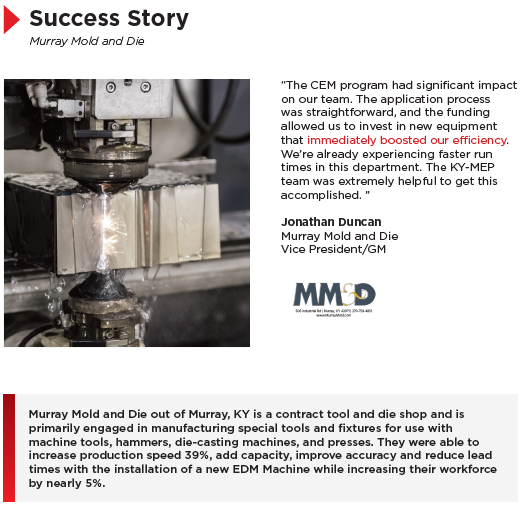 Success Story
Murray Mold and Die
“The CEM program had significant impact
on our team. The application process
was straightforward, and the funding
allowed us to invest in new equipment
that immediately boosted our efficiency.
We’re already experiencing faster run
times in this department. The KY-MEP
team was extremely helpful to get this
accomplished. ”
Jonathan Duncan
Murray Mold and Die
Vice President/GM
MM&D
Murray Mold and Die out of Murray, KY is a contract tool and die shop and is
primarily engaged in manufacturing special tools and fixtures for use with
machine tools, hammers, die-casting machines, and presses. They were able to
increase production speed 39%, add capacity, improve accuracy and reduce lead
times with the installation of a new EDM Machine while increasing their workforce
by nearly 5%.